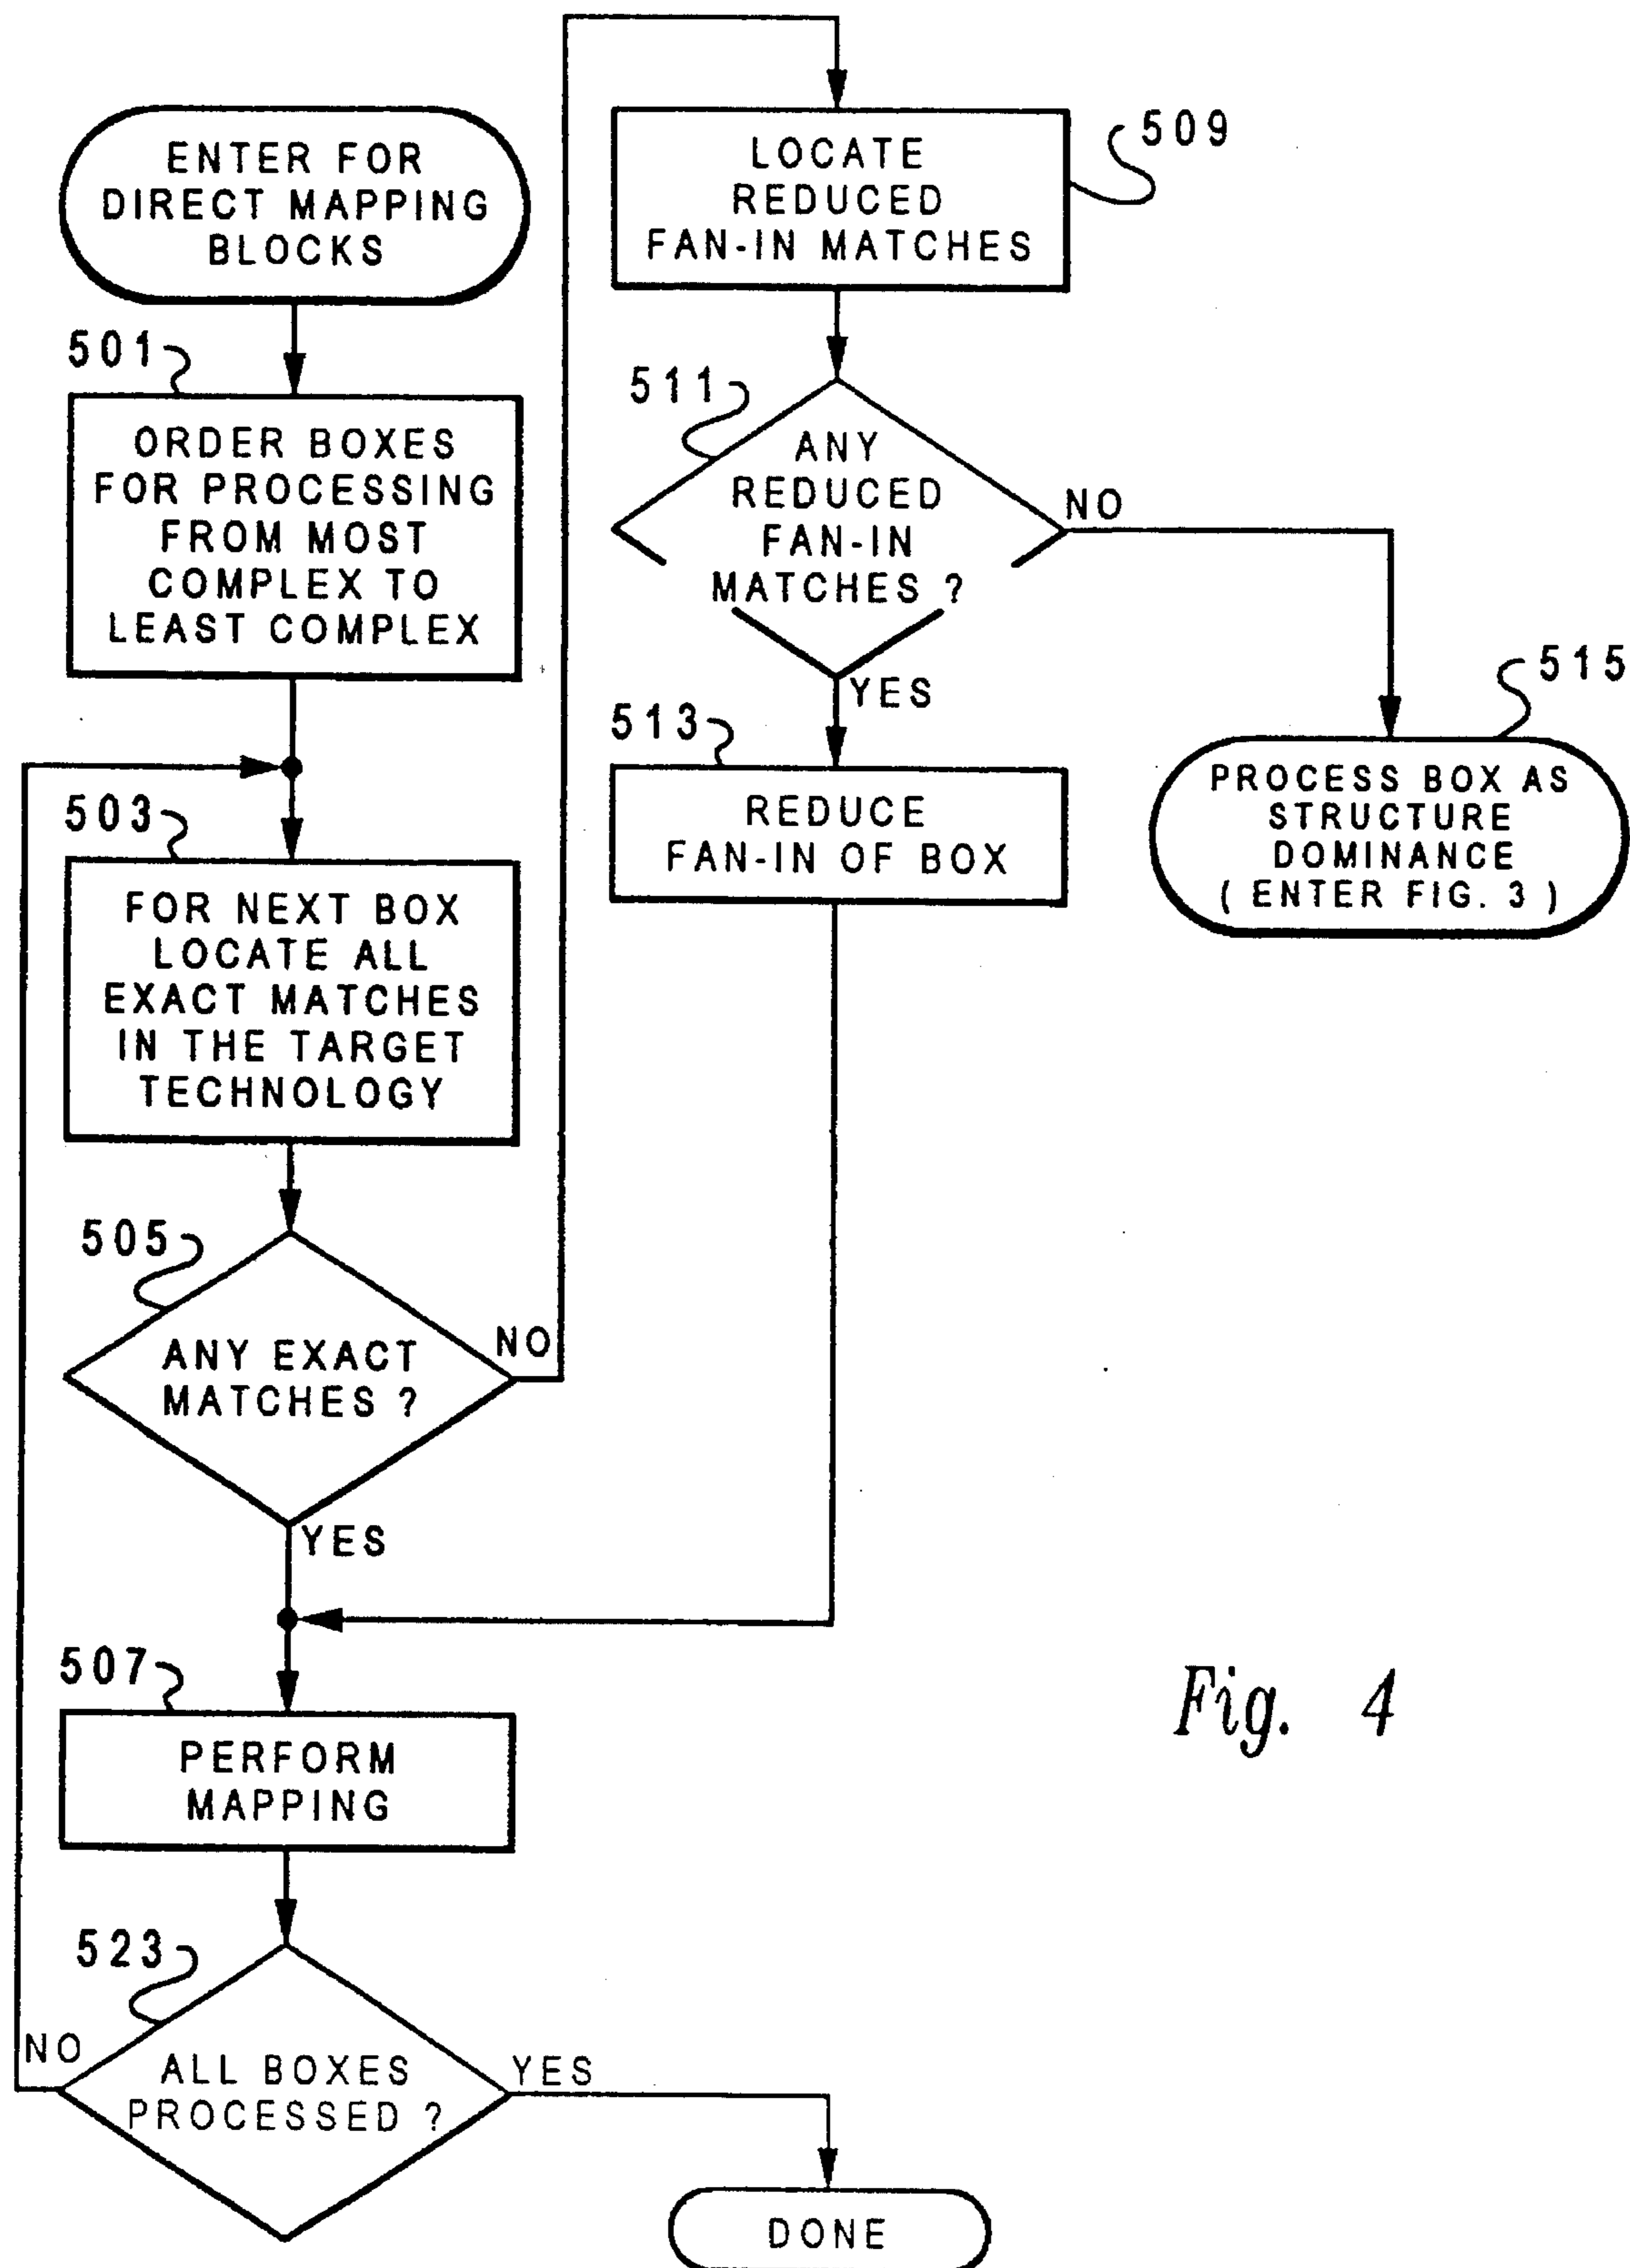 ENTER FOR
DIRECT MAPPING
BLOCKS
501
ORDER BOXES
FOR PROCESSING
FROM MOST
COMPLEX TO
LEAST COMPLEX
503
FOR NEXT BOX
LOCATE ALL
EXACT MATCHES
IN THE TARGET
TECHNOLOGY
505
ANY EXACT
MATCHES ?
NO
YES
507
PERFORM
MAPPING
523
ALL BOXES
PROCESSED ?
NO
YES
DONE
509
LOCATE
REDUCED
FAN-IN MATCHES
511
ANY
REDUCED
FAN-IN
MATCHES ?
NO
YES
513
REDUCE
FAN-IN OF BOX
515
PROCESS BOX AS
STRUCTURE
DOMINANCE
( ENTER FIG. 3 )
Fig. 4